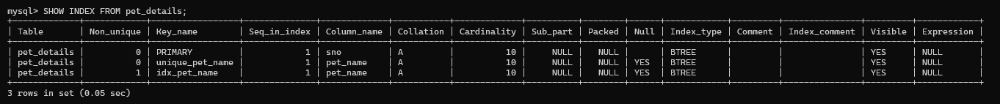 mysql> SHOW INDEX FROM pet_details;
+-------------+------------+-----------------+--------------+-------------+-----------+-------------+----------+--------+------+------------+---------+---------------+---------+------------+
| Table       | Non_unique | Key_name        | Seq_in_index | Column_name | Collation | Cardinality | Sub_part | Packed | Null | Index_type | Comment | Index_comment | Visible | Expression |
+-------------+------------+-----------------+--------------+-------------+-----------+-------------+----------+--------+------+------------+---------+---------------+---------+------------+
| pet_details |          0 | PRIMARY         |            1 | sno         | A         |          10 |     NULL |   NULL |      | BTREE      |         |               | YES     | NULL       |
| pet_details |          0 | unique_pet_name |            1 | pet_name    | A         |          10 |     NULL |   NULL | YES  | BTREE      |         |               | YES     | NULL       |
| pet_details |          1 | idx_pet_name    |            1 | pet_name    | A         |          10 |     NULL |   NULL | YES  | BTREE      |         |               | YES     | NULL       |
+-------------+------------+-----------------+--------------+-------------+-----------+-------------+----------+--------+------+------------+---------+---------------+---------+------------+
3 rows in set (0.05 sec)